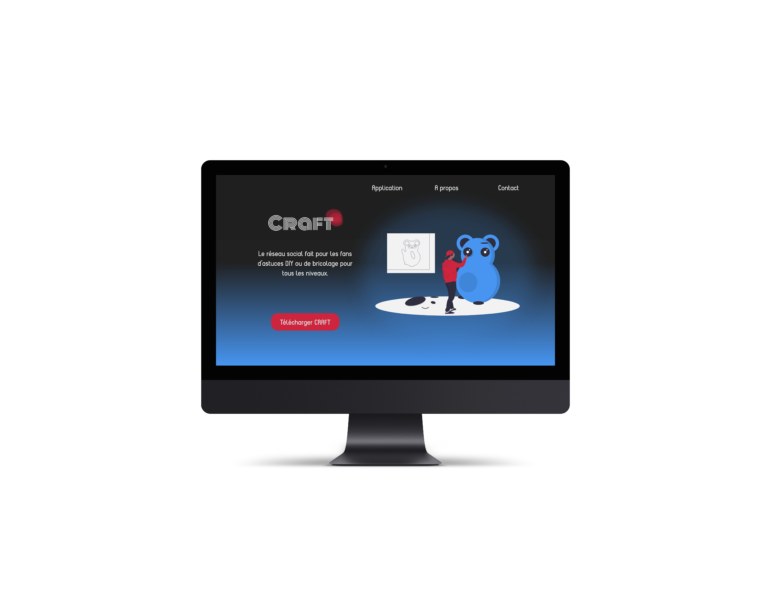 Application A propos Contact
CRAFT
Le réseau social fait pour les fans
d'astuces DIY ou de bricolage pour
tous les niveaux.
Télécharger CRAFT